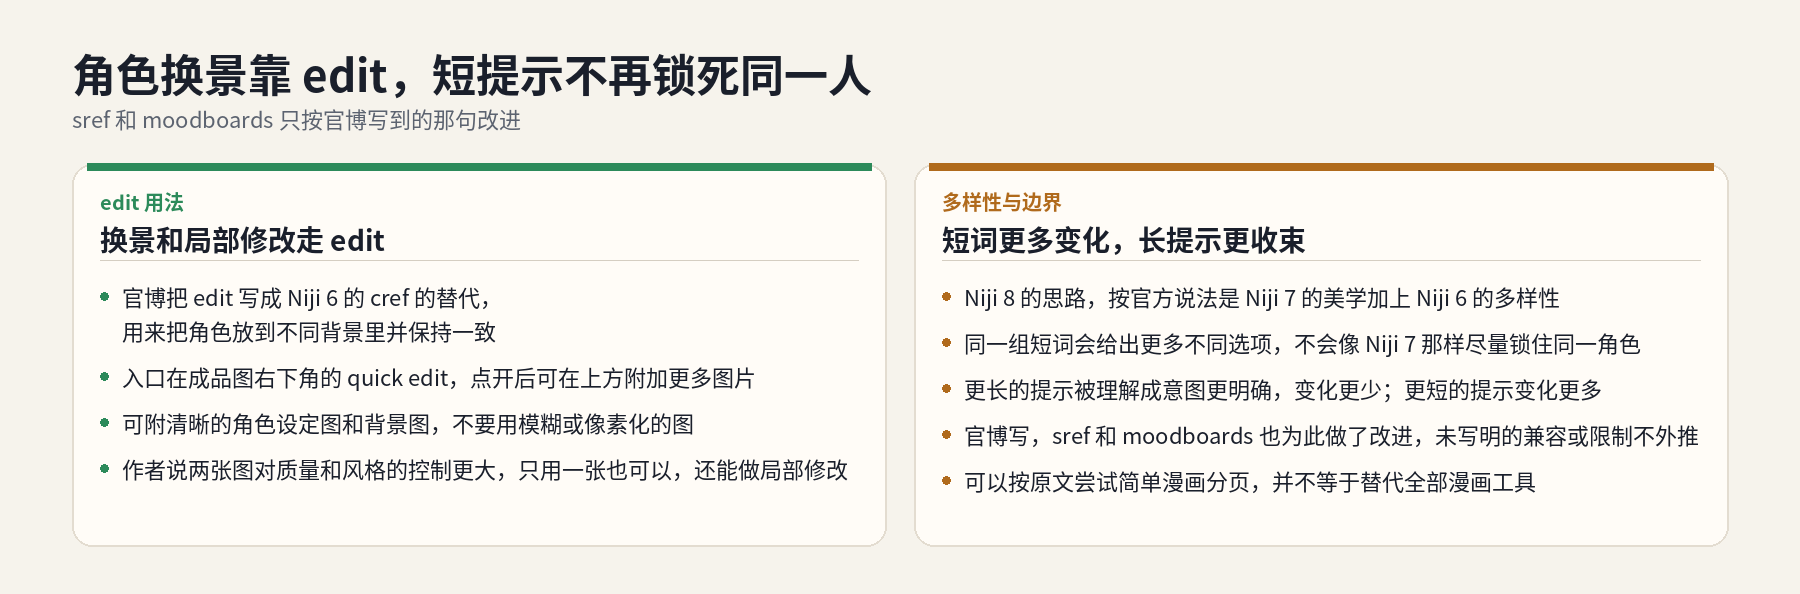 角色换景靠 edit，短提示不再锁死同一人
sref 和 moodboards 只按官博写到的那句改进
edit 用法
换景和局部修改走 edit
官博把 edit 写成 Niji 6 的 cref 的替代，
用来把角色放到不同背景里并保持一致
入口在成品图右下角的 quick edit，点开后可在上方附加更多图片
可附清晰的角色设定图和背景图，不要用模糊或像素化的图
作者说两张图对质量和风格的控制更大，只用一张也可以，还能做局部修改
多样性与边界
短词更多变化，长提示更收束
Niji 8 的思路，按官方说法是 Niji 7 的美学加上 Niji 6 的多样性
同一组短词会给出更多不同选项，不会像 Niji 7 那样尽量锁住同一角色
更长的提示被理解成意图更明确，变化更少；更短的提示变化更多
官博写，sref 和 moodboards 也为此做了改进，未写明的兼容或限制不外推
可以按原文尝试简单漫画分页，并不等于替代全部漫画工具